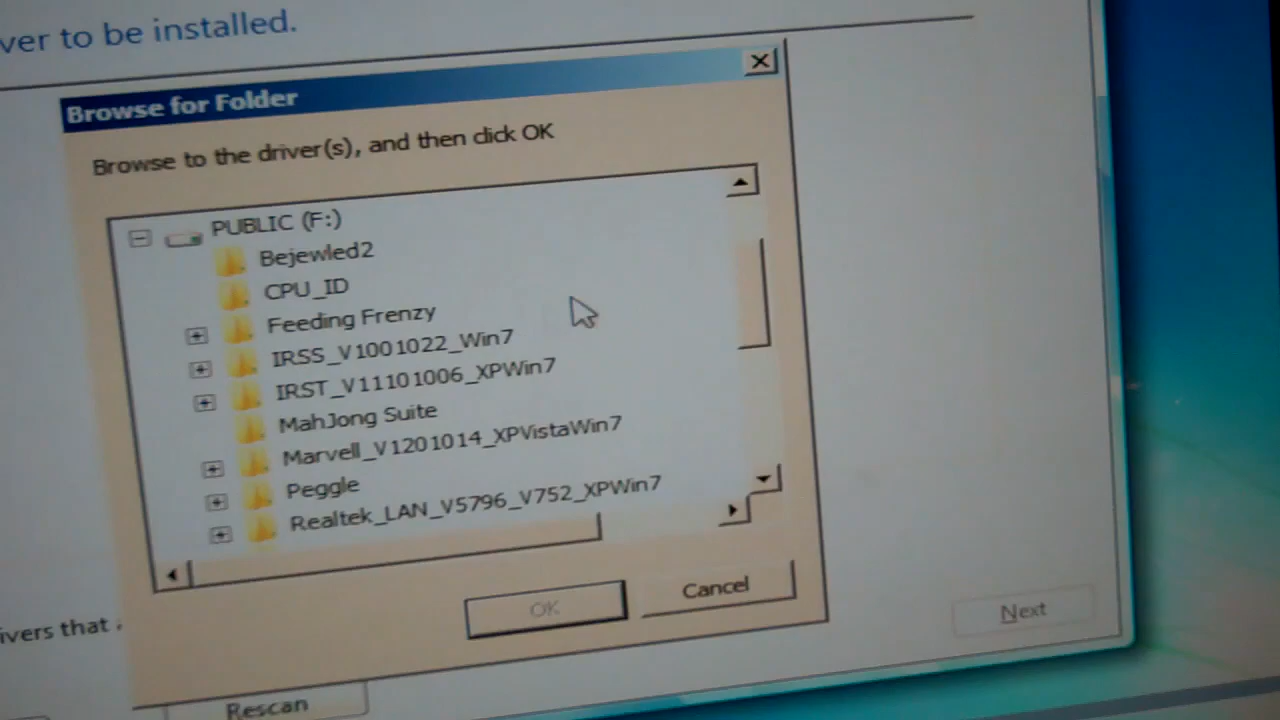 ver to be installed.
Browse for Folder
Browse to the driver(s), and then click OK
PUBLIC (F:)
Bejewled2
CPU_ID
Feeding Frenzy
IRSS_V1001022_Win7
IRST_V11101006_XPWin7
MahJong Suite
Marvell_V1201014_XPVistaWin7
Peggle
Realtek_LAN_V5796_V752_XPWin7
OK
Cancel
ivers that
Next
Rescan